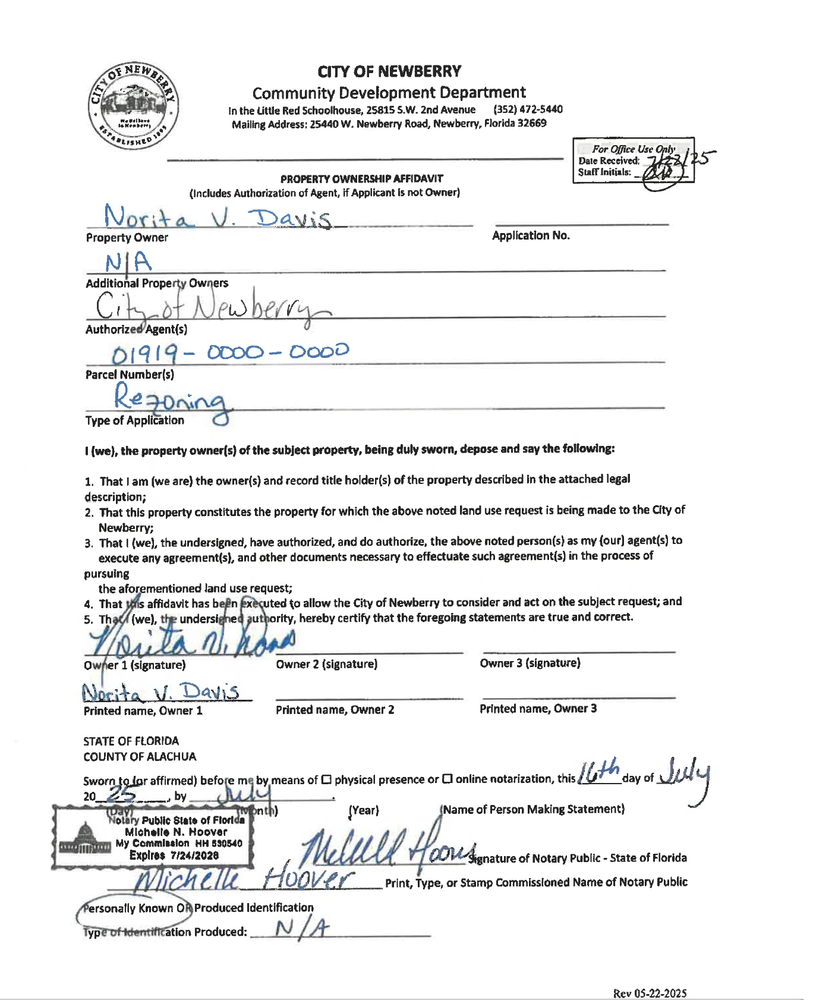 CITY OF NEWBERRY
ESTABLISHED 1895
We Believe
in Newberry
CITY OF NEWBERRY
Community Development Department
In the Little Red Schoolhouse, 25815 S.W. 2nd Avenue (352) 472-5440
Mailing Address: 25440 W. Newberry Road, Newberry, Florida 32669
For Office Use Only
Date Received: 7/22/25
Staff Initials:
PROPERTY OWNERSHIP AFFIDAVIT
(Includes Authorization of Agent, if Applicant is not Owner)
Norita V. Davis
Property Owner Application No.
N/A
Additional Property Owners
City of Newberry
Authorized Agent(s)
01919-0000-0000
Parcel Number(s)
Rezoning
Type of Application
I (we), the property owner(s) of the subject property, being duly sworn, depose and say the following:
1. That I am (we are) the owner(s) and record title holder(s) of the property described in the attached legal
description;
2. That this property constitutes the property for which the above noted land use request is being made to the City of
Newberry;
3. That I (we), the undersigned, have authorized, and do authorize, the above noted person(s) as my (our) agent(s) to
execute any agreement(s), and other documents necessary to effectuate such agreement(s) in the process of
pursuing
the aforementioned land use request;
4. That this affidavit has been executed to allow the City of Newberry to consider and act on the subject request; and
5. That I (we), the undersigned authority, hereby certify that the foregoing statements are true and correct.
Norita V. Davis
Owner 1 (signature) Owner 2 (signature) Owner 3 (signature)
Norita V. Davis
Printed name, Owner 1 Printed name, Owner 2 Printed name, Owner 3
STATE OF FLORIDA
COUNTY OF ALACHUA
Sworn to (or affirmed) before me by means of ☐ physical presence or ☐ online notarization, this 16th day of July
20 25, by July.
(Day) (Month) (Year) (Name of Person Making Statement)
Notary Public State of Florida
Michelle N. Hoover
My Commission HH 530540
Expires 7/24/2028
Michelle Hoover Signature of Notary Public - State of Florida
Michelle Hoover Print, Type, or Stamp Commissioned Name of Notary Public
Personally Known OR Produced Identification
Type of Identification Produced: N/A
Rev 05-22-2025